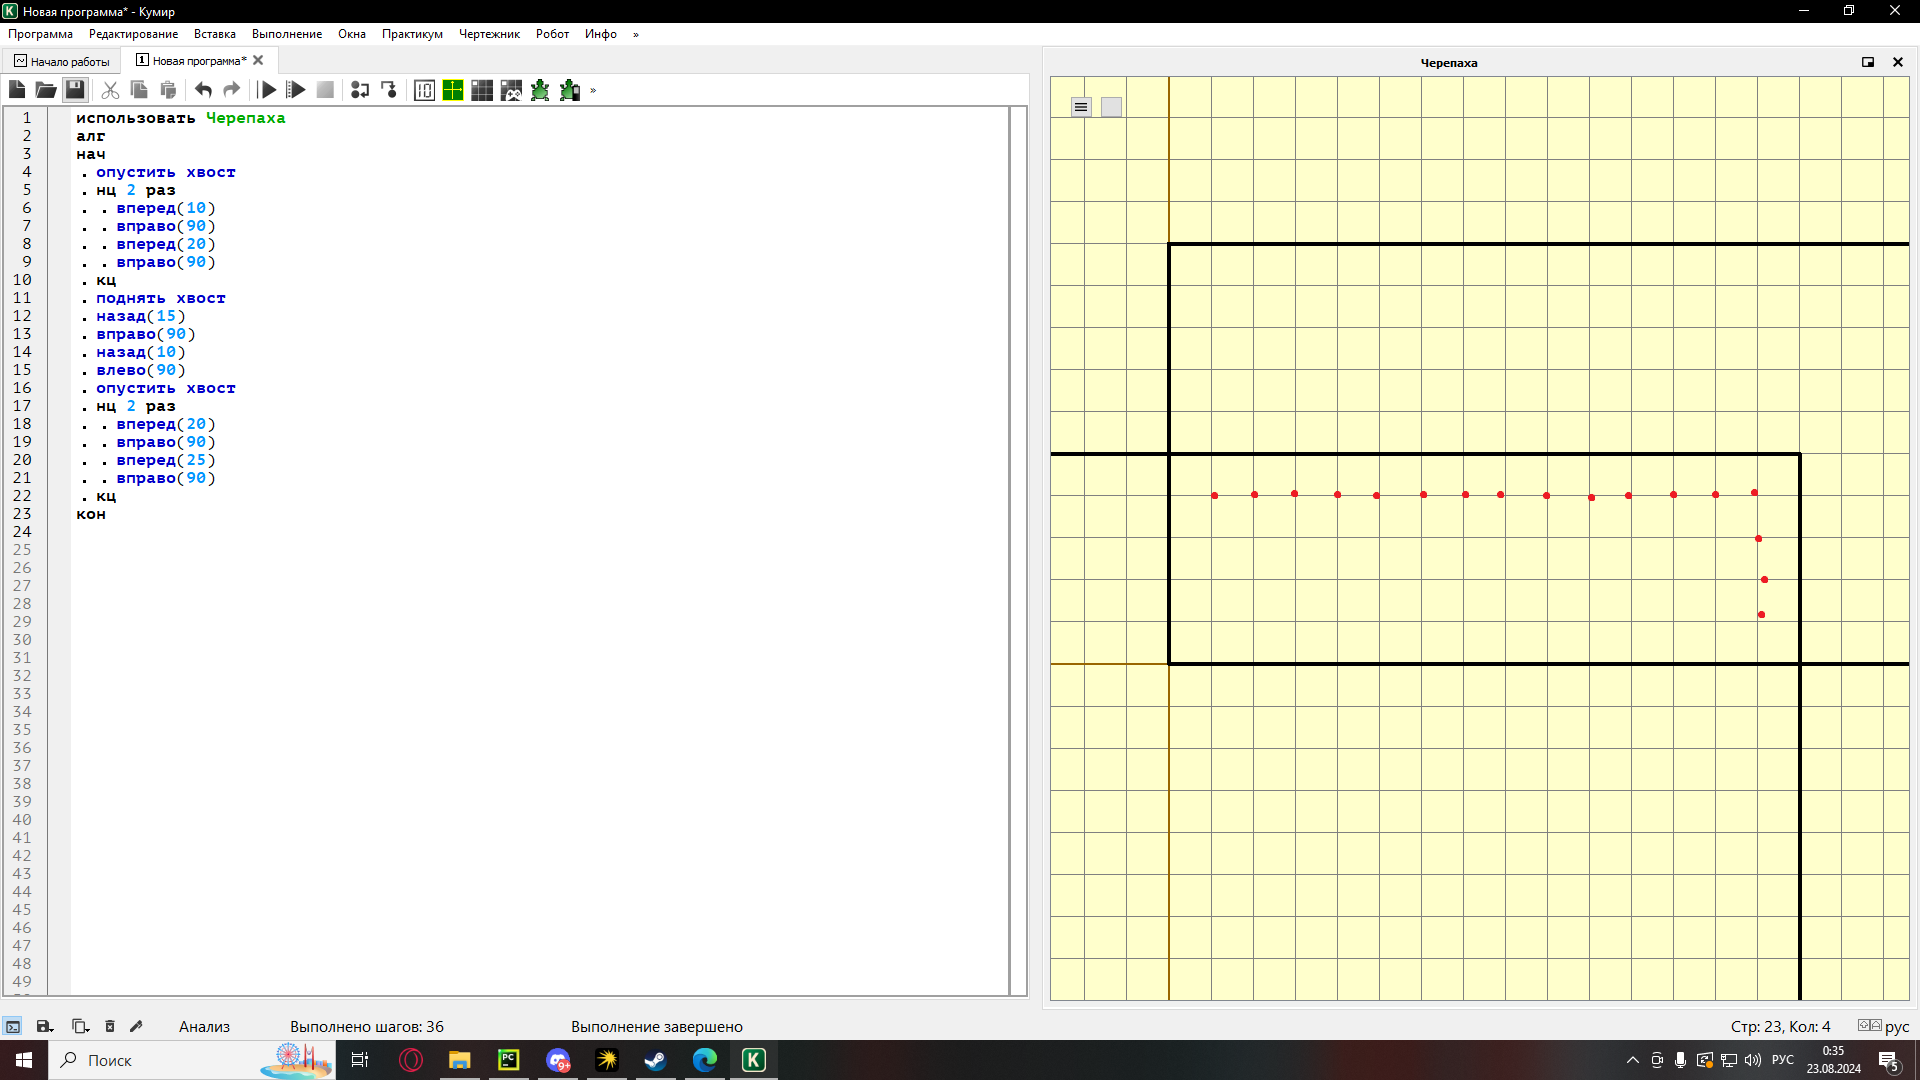 Новая программа* - Кумир
Программа Редактирование Вставка Выполнение Окна Практикум Чертежник Робот Инфо »
Начало работы
1 Новая программа*
Черепаха
»
1 использовать Черепаха
2 алг
3 нач
4 . опустить хвост
5 . нц 2 раз
6 . . вперед(10)
7 . . вправо(90)
8 . . вперед(20)
9 . . вправо(90)
10 . кц
11 . поднять хвост
12 . назад(15)
13 . вправо(90)
14 . назад(10)
15 . влево(90)
16 . опустить хвост
17 . нц 2 раз
18 . . вперед(20)
19 . . вправо(90)
20 . . вперед(25)
21 . . вправо(90)
22 . кц
23 кон
24
25
26
27
28
29
30
31
32
33
34
35
36
37
38
39
40
41
42
43
44
45
46
47
48
49
Анализ Выполнено шагов: 36 Выполнение завершено Стр: 23, Кол: 4 рус
Поиск
PC
9+
K
РУС
0:35
23.08.2024
5